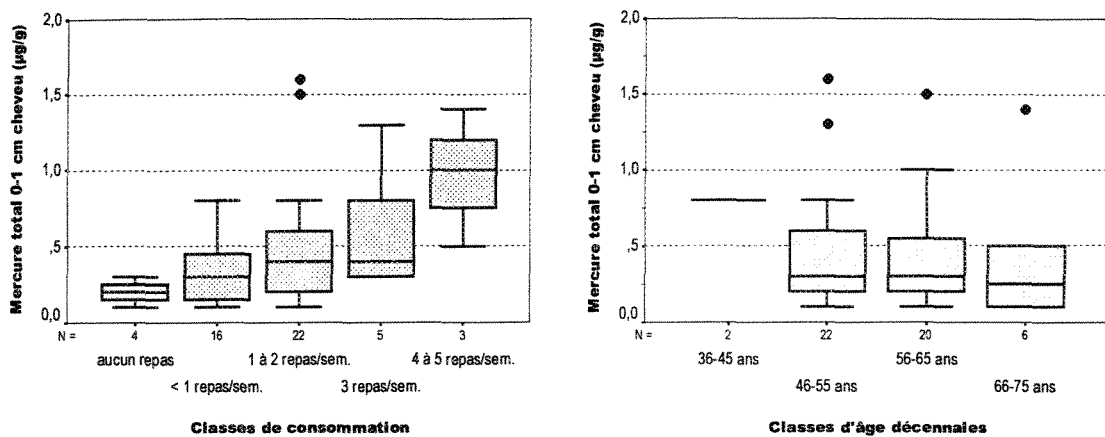 Mercure total 0-1 cm cheveu (µg/g)
2,0
1,5
1,0
,5
0,0
N = 4 16 22 5 3
aucun repas 1 à 2 repas/sem. 4 à 5 repas/sem.
< 1 repas/sem. 3 repas/sem.
Classes de consommation
Mercure total 0-1 cm cheveu (µg/g)
2,0
1,5
1,0
,5
0,0
N = 2 22 20 6
36-45 ans 56-65 ans
46-55 ans 66-75 ans
Classes d'âge décennaies